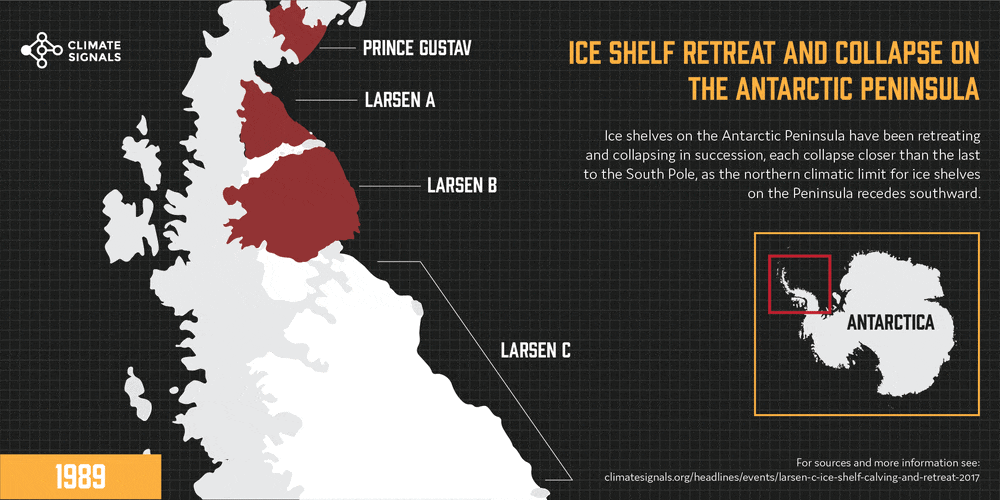 CLIMATE
SIGNALS
PRINCE GUSTAV
LARSEN A
LARSEN B
LARSEN C
ICE SHELF RETREAT AND COLLAPSE ON
THE ANTARCTIC PENINSULA
Ice shelves on the Antarctic Peninsula have been retreating
and collapsing in succession, each collapse closer than the last
to the South Pole, as the northern climatic limit for ice shelves
on the Peninsula recedes southward.
ANTARCTICA
1989
For sources and more information see:
climatesignals.org/headlines/events/larsen-c-ice-shelf-calving-and-retreat-2017